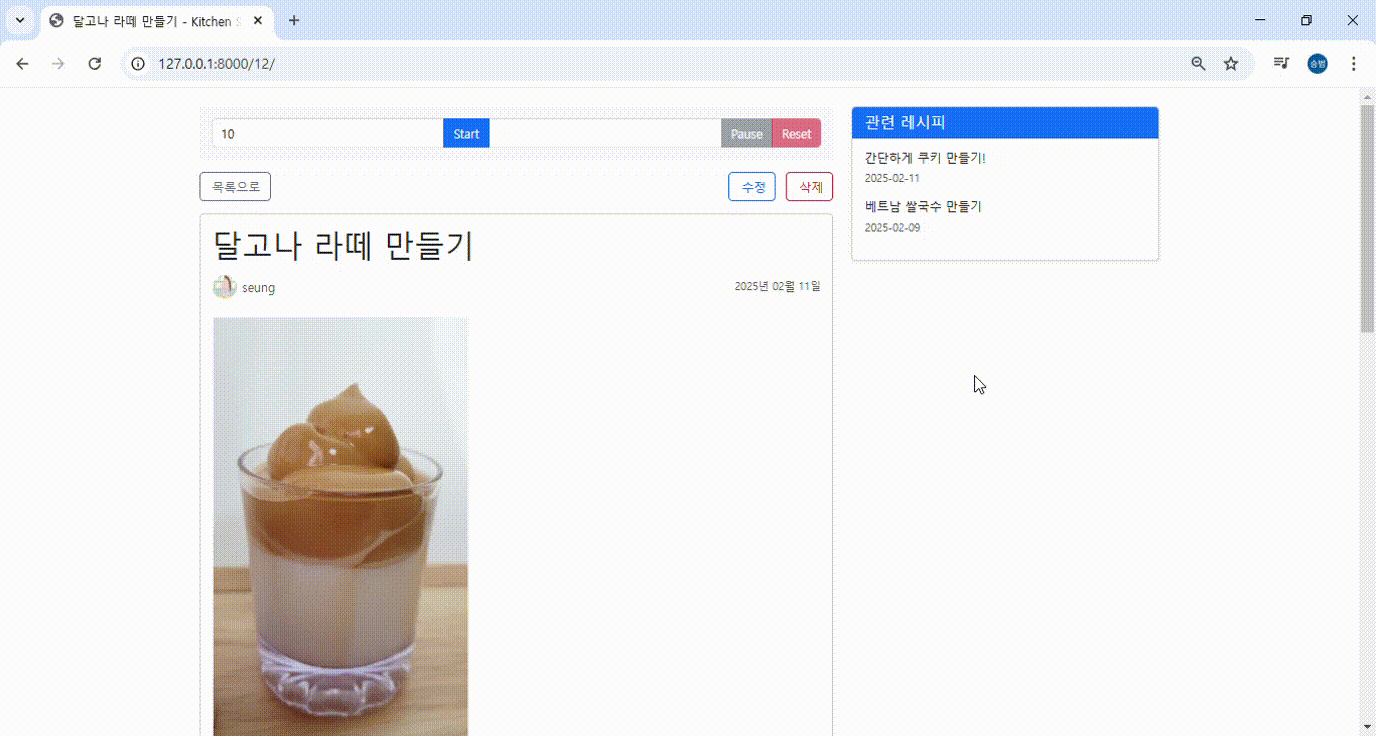 달고나 라떼 만들기 - Kitchen
127.0.0.1:8000/12/
승범
10 Start Pause Reset
목록으로 수정 삭제
달고나 라떼 만들기
seung 2025년 02월 11일
관련 레시피
간단하게 쿠키 만들기!
2025-02-11
베트남 쌀국수 만들기
2025-02-09